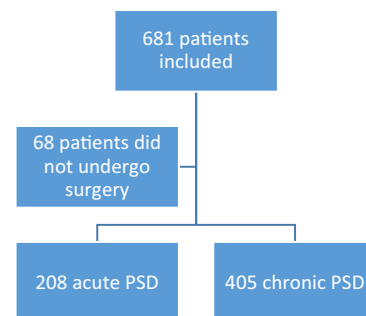 681 patients
included
68 patients did
not undergo
surgery
208 acute PSD
405 chronic PSD